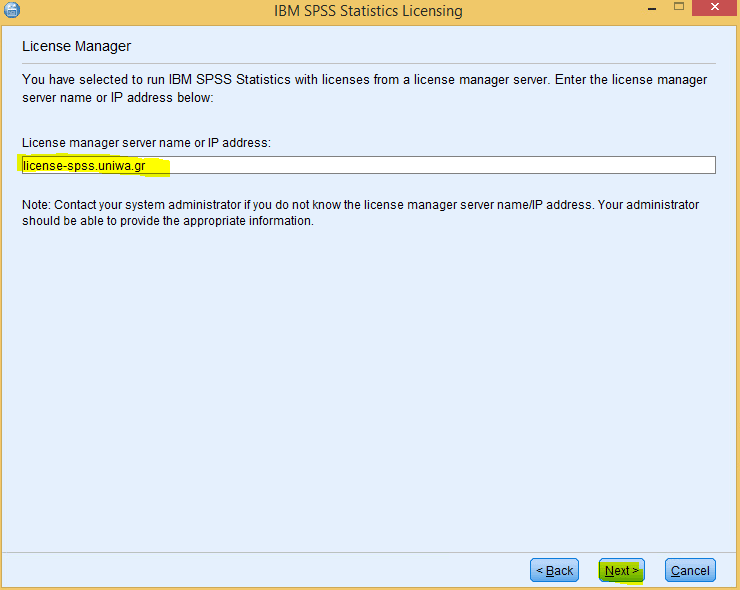 IBM SPSS Statistics Licensing
License Manager
You have selected to run IBM SPSS Statistics with licenses from a license manager server. Enter the license manager
server name or IP address below:
License manager server name or IP address:
license-spss.uniwa.gr
Note: Contact your system administrator if you do not know the license manager server name/IP address. Your administrator
should be able to provide the appropriate information.
< Back Next > Cancel